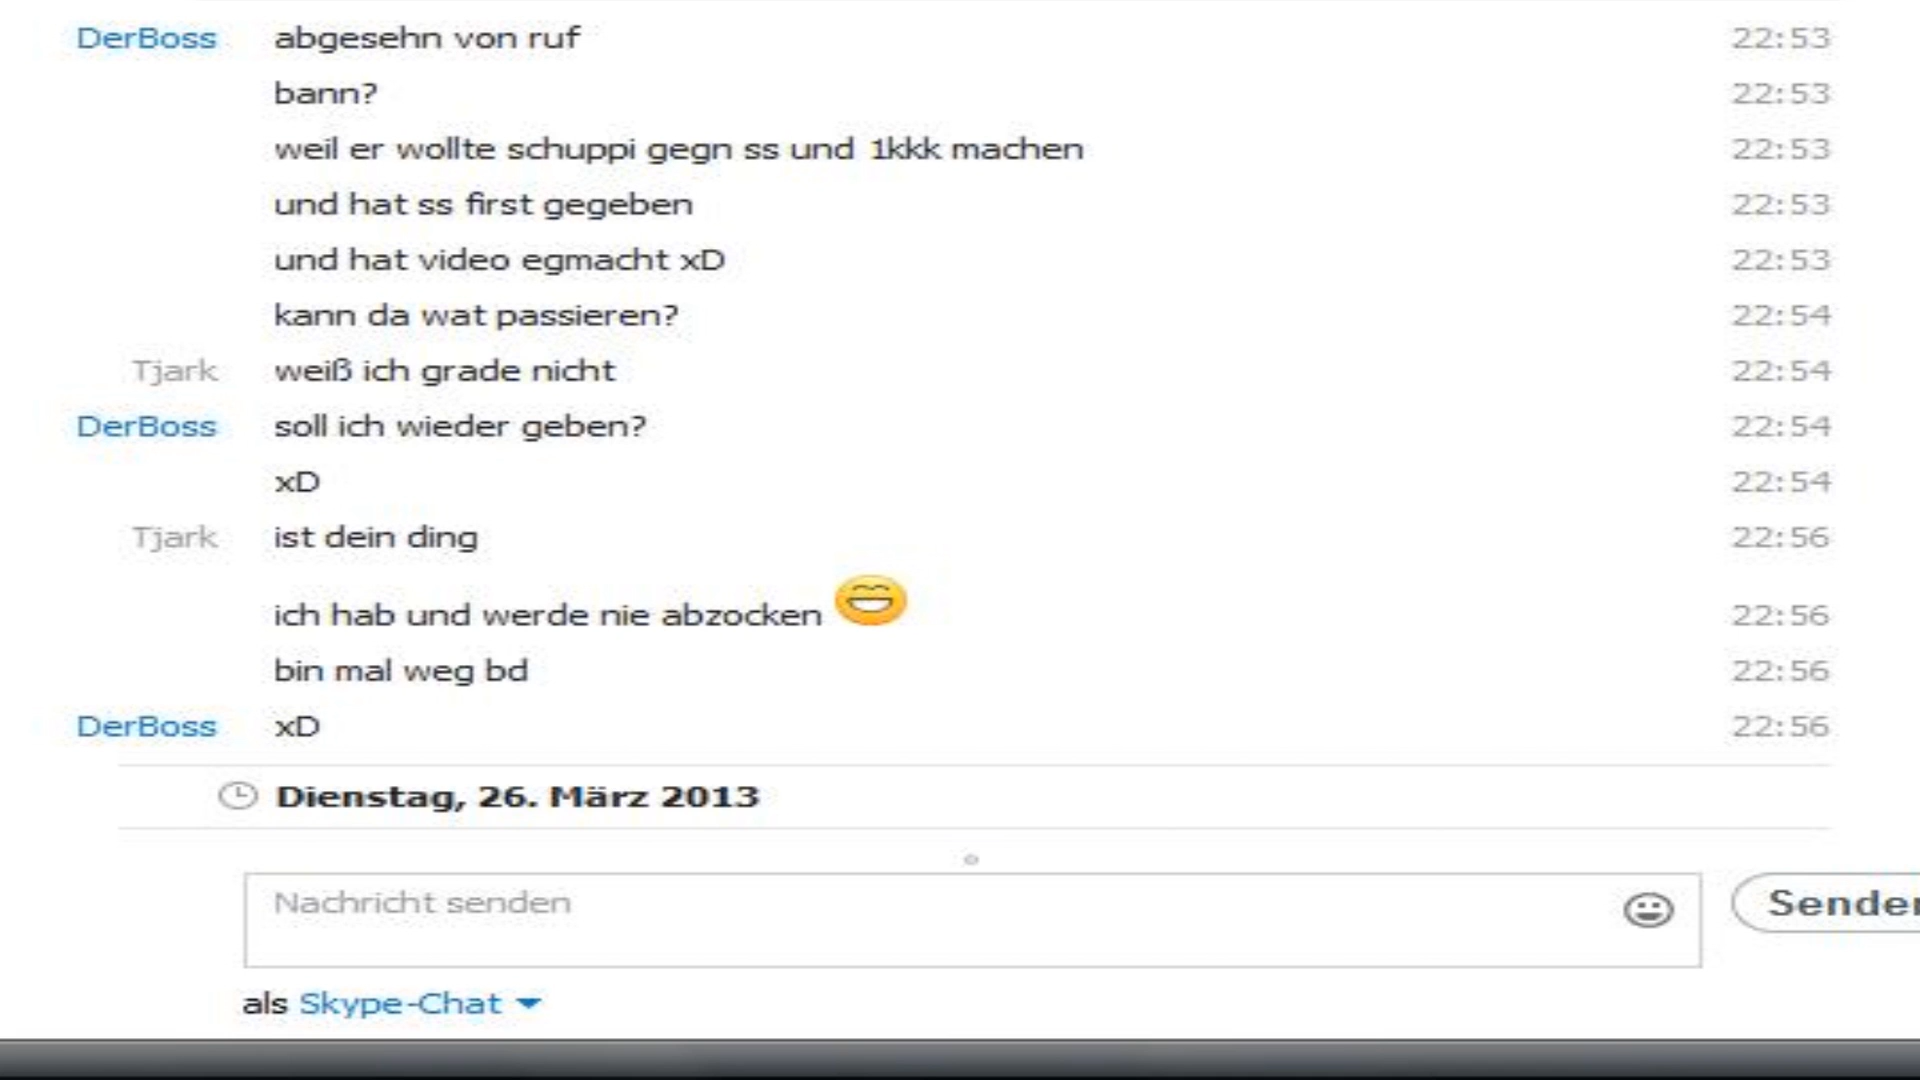 DerBoss abgesehn von ruf 22:53
bann? 22:53
weil er wollte schuppi gegn ss und 1kkk machen 22:53
und hat ss first gegeben 22:53
und hat video egmacht xD 22:53
kann da wat passieren? 22:54
Tjark weiß ich grade nicht 22:54
DerBoss soll ich wieder geben? 22:54
xD 22:54
Tjark ist dein ding 22:56
ich hab und werde nie abzocken 22:56
bin mal weg bd 22:56
DerBoss xD 22:56
Dienstag, 26. März 2013
Nachricht senden Senden
als Skype-Chat